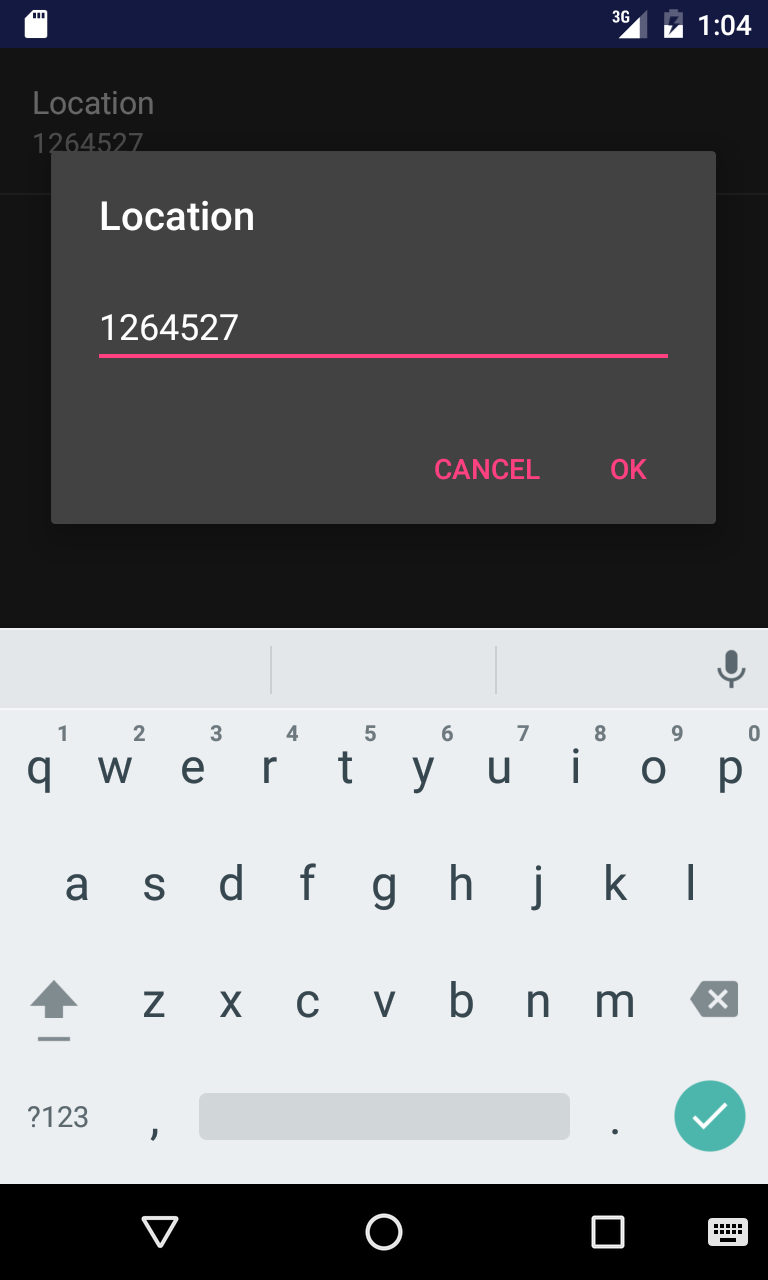 3G 1:04
Location
1264527
Location
1264527
CANCEL OK
1 2 3 4 5 6 7 8 9 0
q w e r t y u i o p
a s d f g h j k l
z x c v b n m
?123 , .